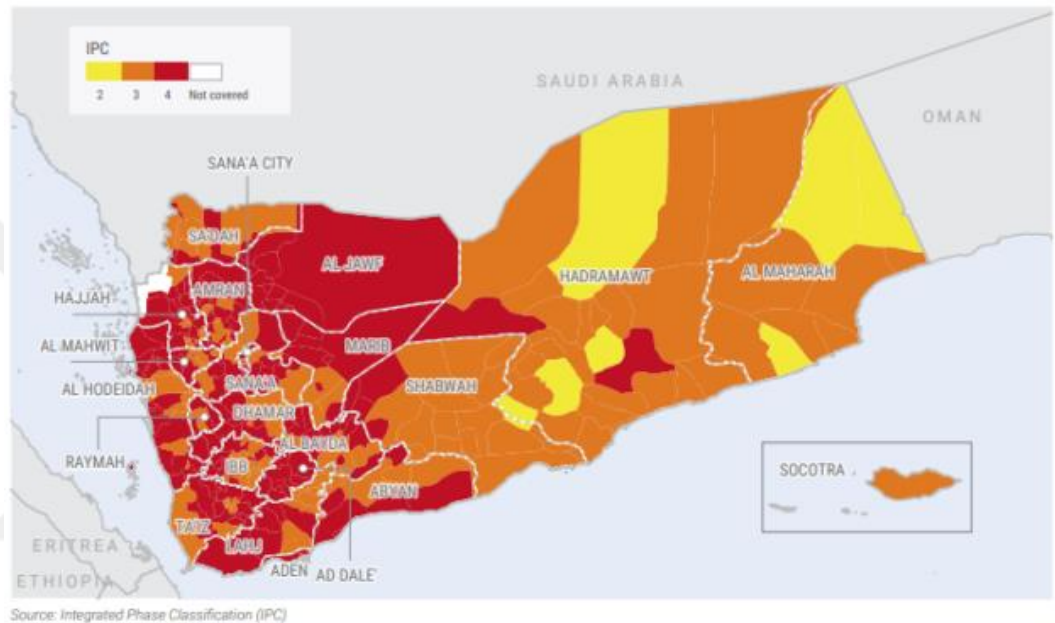 IPC
2 3 4 Not covered
SAUDI ARABIA
OMAN
SANA'A CITY
SA'DAH
AL JAWF
HADRAMAWT
AL MAHARAH
AMRAN
HAJJAH
AL MAHWIT
MARIB
AL HODEIDAH
SANA'A
SHABWAH
DHAMAR
AL BAYDA
RAYMAH
IBB
ABYAN
SOCOTRA
TA'IZ
LAHJ
ERITREA
ADEN
AD DALE'
ETHIOPIA
Source: Integrated Phase Classification (IPC)